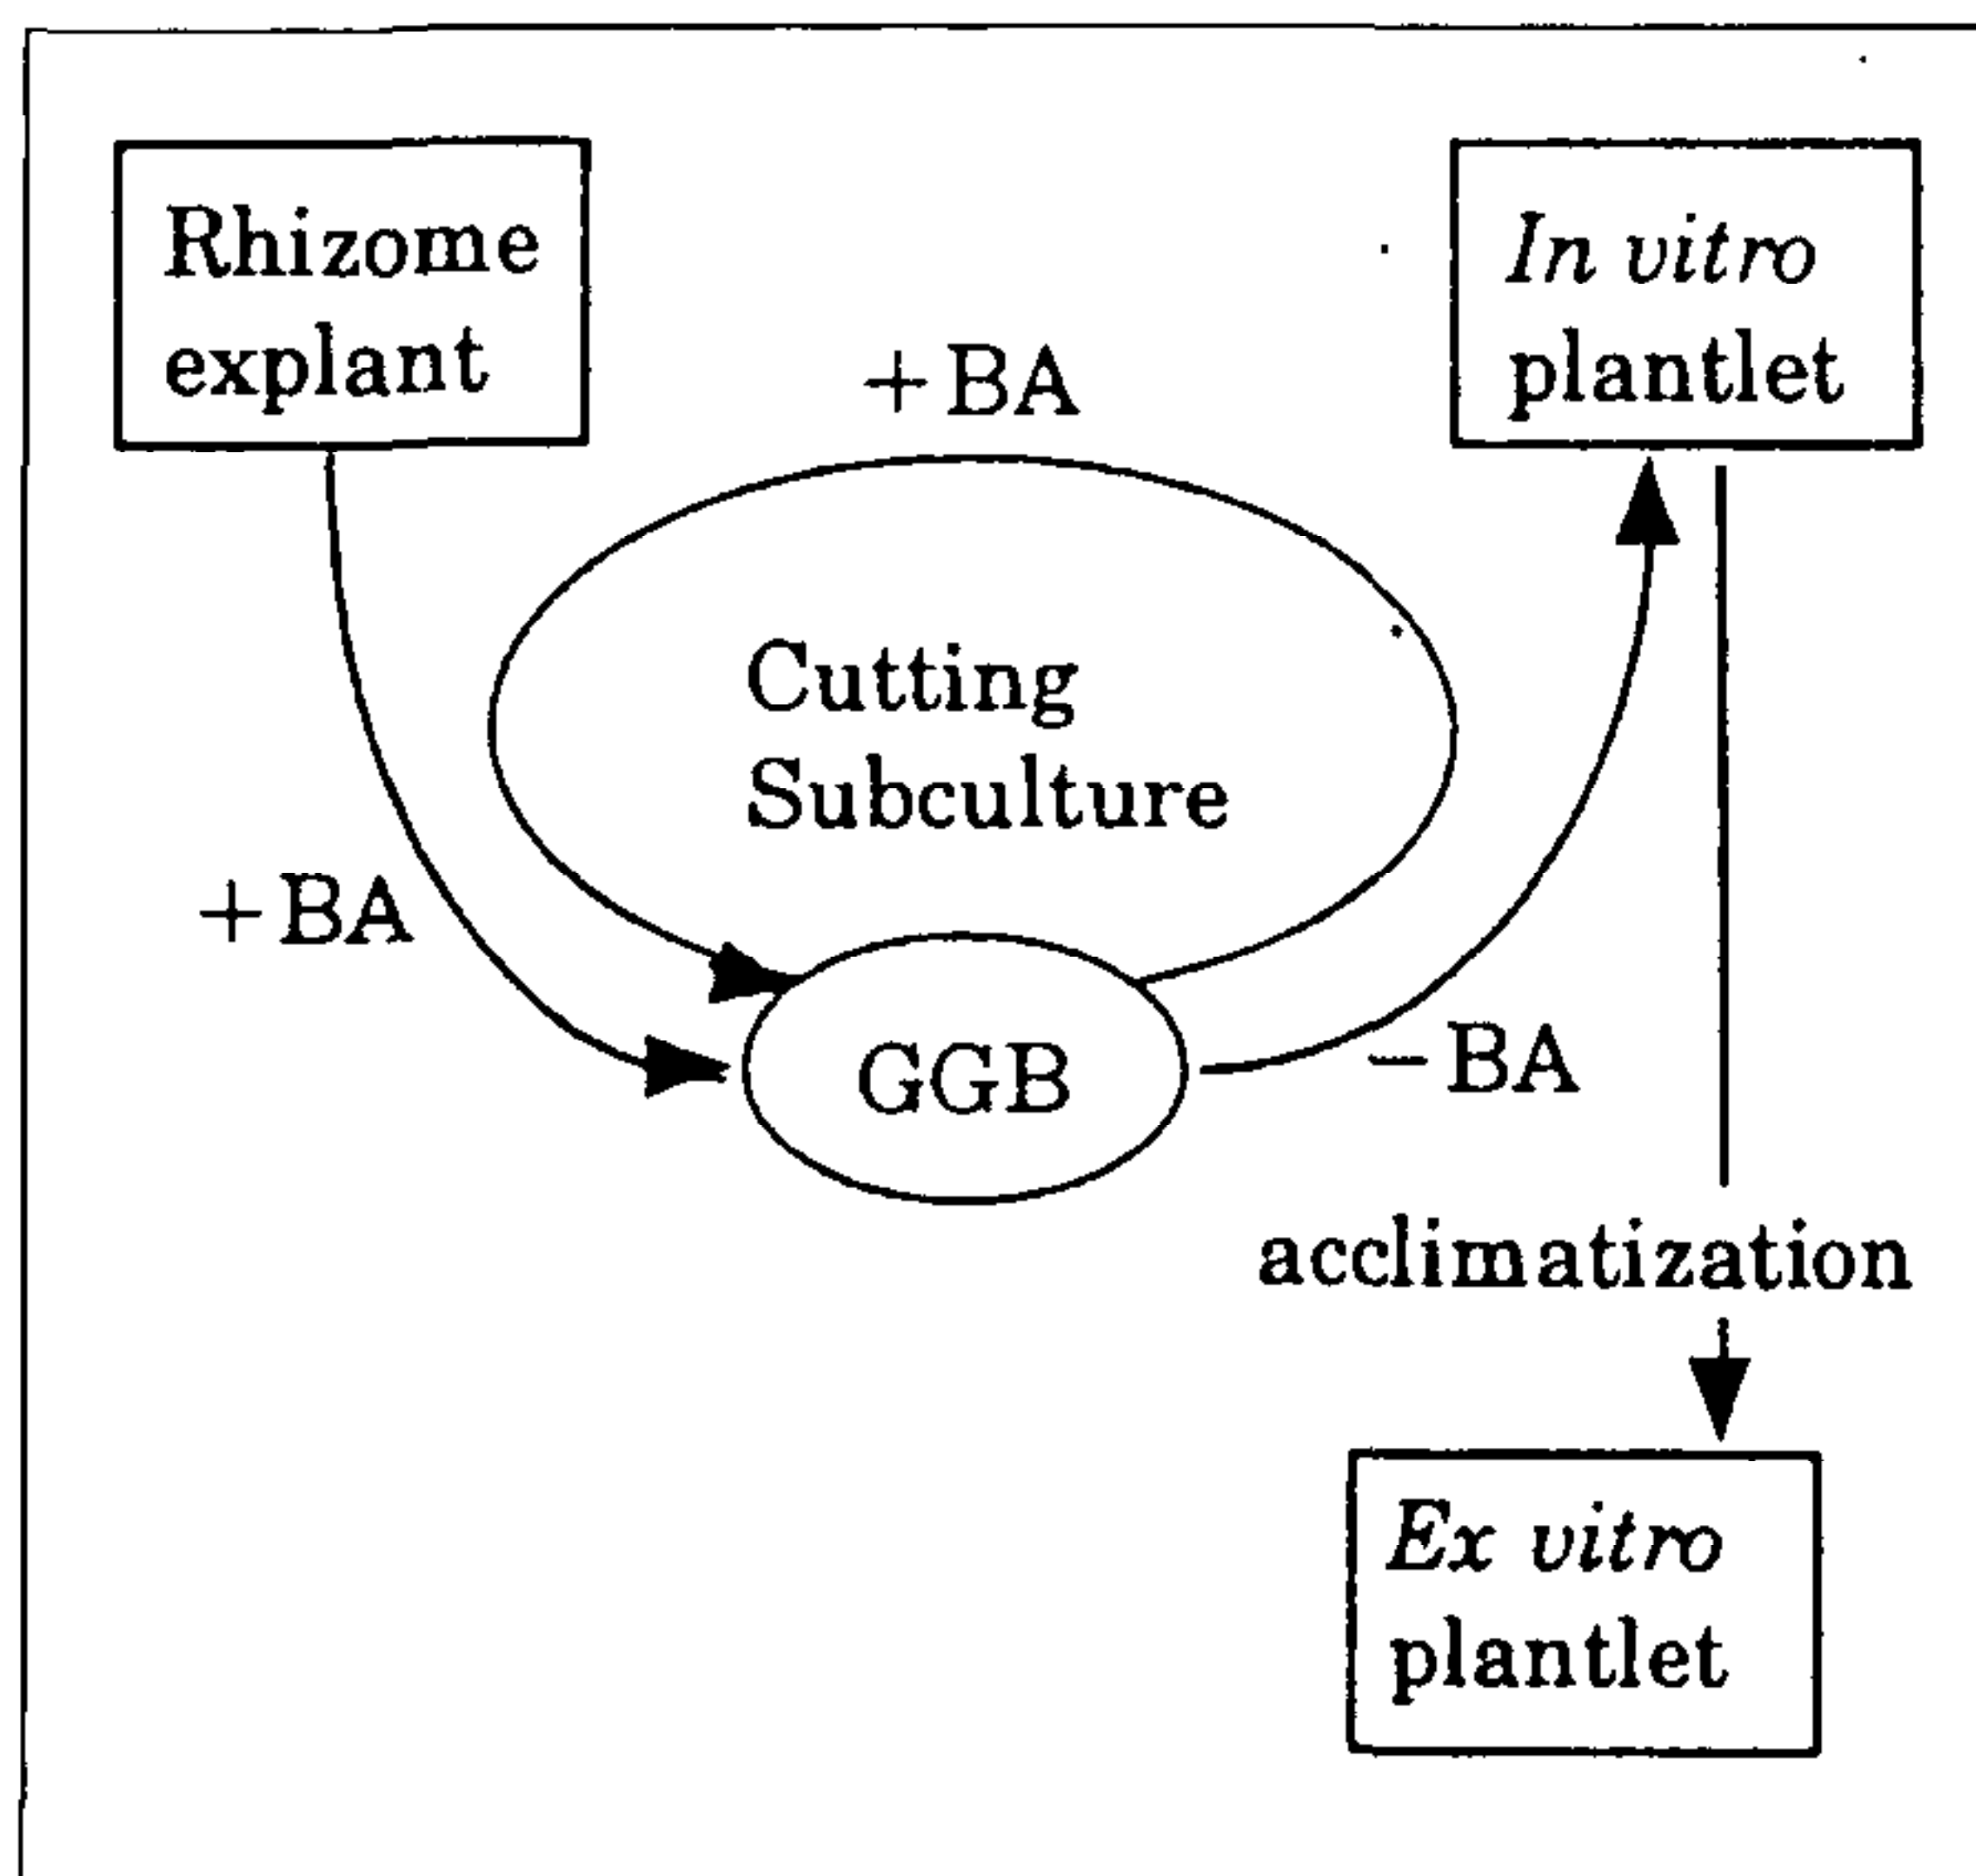 Rhizome
explant
In vitro
plantlet
+BA
Cutting
Subculture
+BA
GGB
-BA
acclimatization
Ex vitro
plantlet